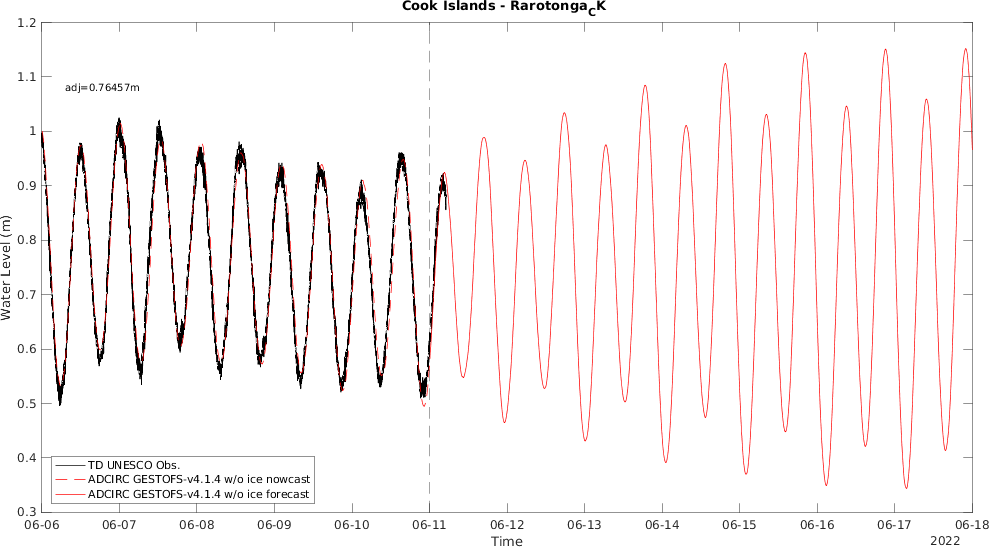 Cook Islands - RarotongaCK
1.2
1.1
1
0.9
0.8
0.7
0.6
0.5
0.4
0.3
Water Level (m)
adj=0.76457m
TD UNESCO Obs.
ADCIRC GESTOFS-v4.1.4 w/o ice nowcast
ADCIRC GESTOFS-v4.1.4 w/o ice forecast
06-06 06-07 06-08 06-09 06-10 06-11 06-12 06-13 06-14 06-15 06-16 06-17 06-18
Time
2022